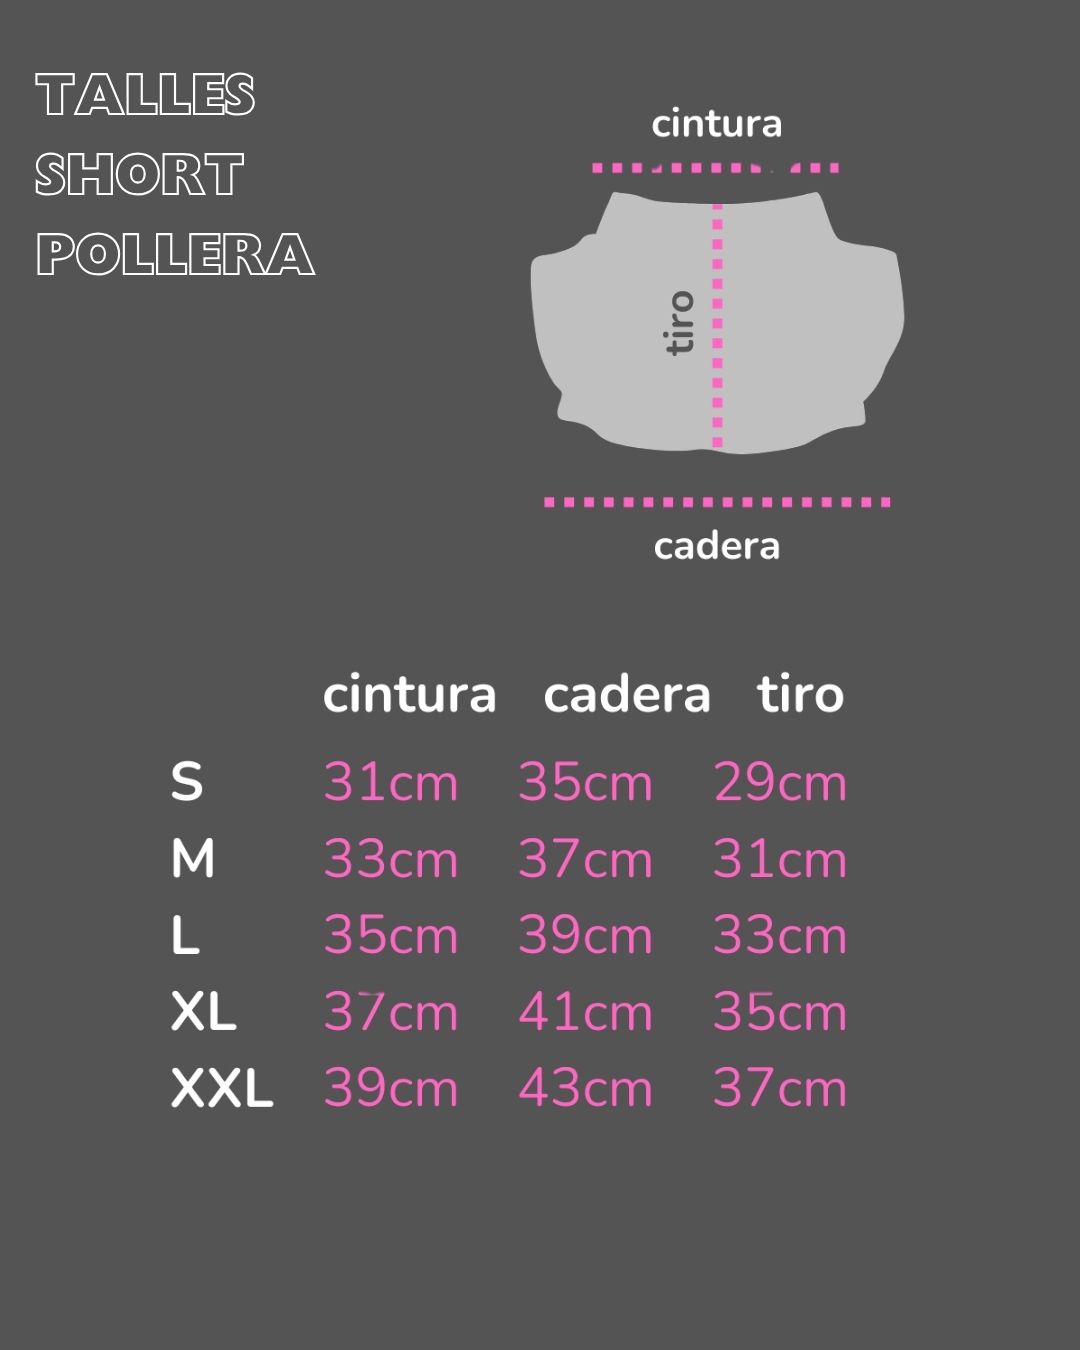 TALLES
SHORT
POLLERA
cintura
tiro
cadera
cintura cadera tiro
S 31cm 35cm 29cm
M 33cm 37cm 31cm
L 35cm 39cm 33cm
XL 37cm 41cm 35cm
XXL 39cm 43cm 37cm